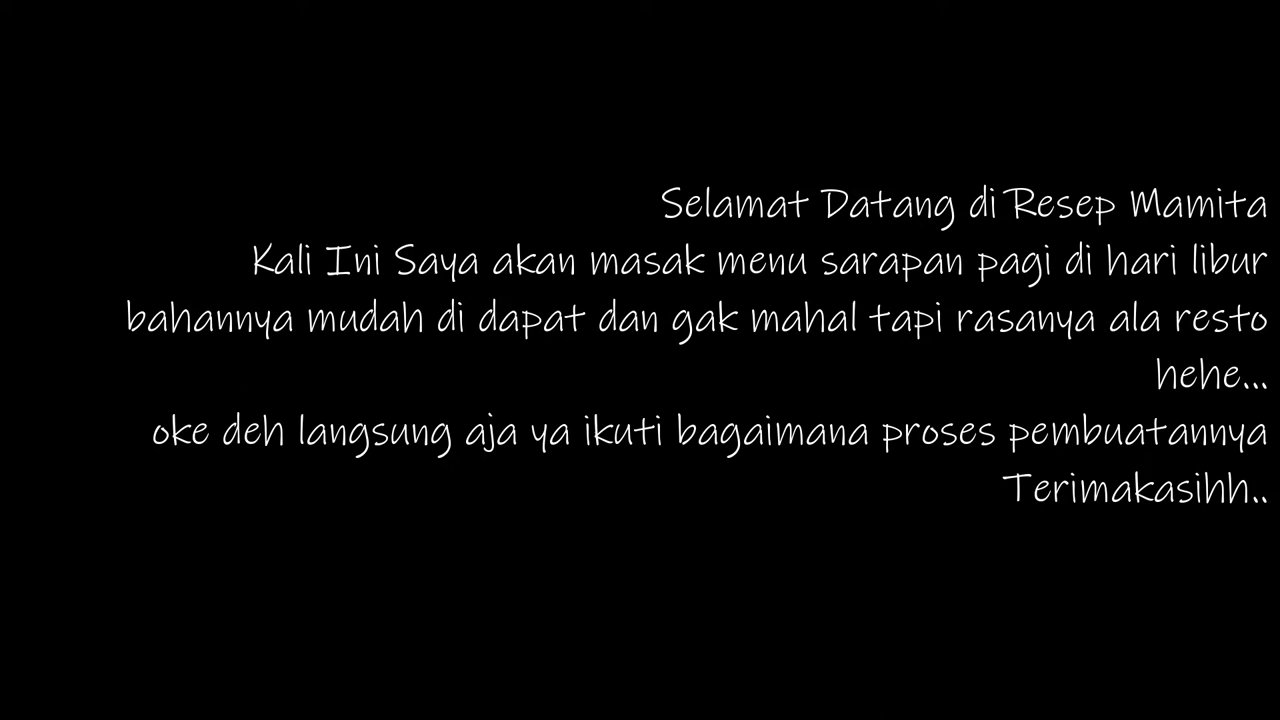 Selamat Datang di Resep Mamita
Kali Ini Saya akan masak menu sarapan pagi di hari libur
bahannya mudah di dapat dan gak mahal tapi rasanya ala resto
hehe...
oke deh langsung aja ya ikuti bagaimana proses pembuatannya
Terimakasihh..